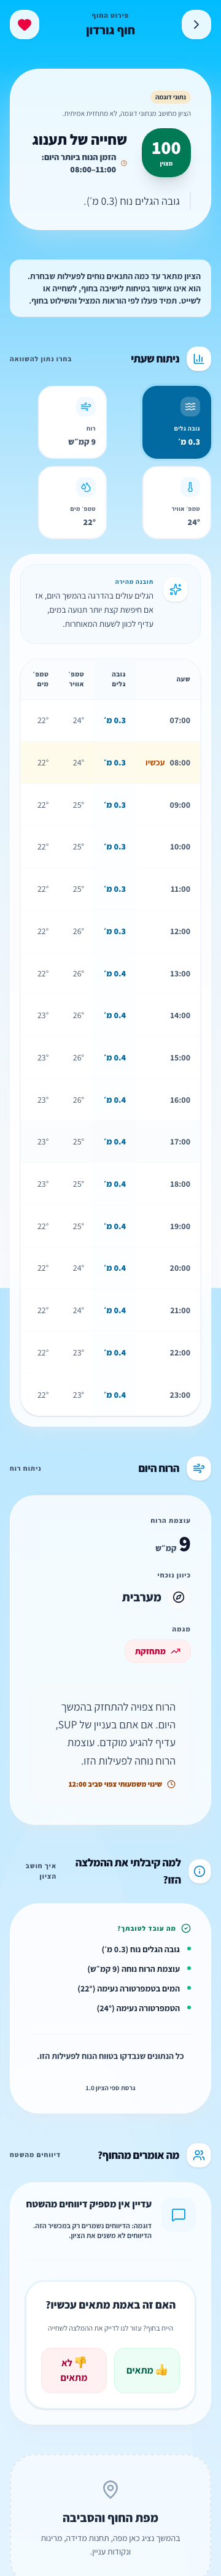 פירוט החוף
חוף גורדון
נתוני דוגמה
הציון מחושב מנתוני דוגמה, לא מתחזית אמיתית.
100
מצוין
שחייה של תענוג
הזמן הנוח ביותר היום:
08:00–11:00
גובה הגלים נוח (0.3 מ׳).
הציון מתאר עד כמה התנאים נוחים לפעילות שבחרת.
הוא אינו אישור בטיחות לישיבה בחוף, לשחייה או
לשייט. תמיד פעלו לפי הוראות המציל והשילוט בחוף.
ניתוח שעתי
בחרו נתון להשוואה
גובה גלים
0.3 מ׳
רוח
9 קמ״ש
טמפ׳ אוויר
24°
טמפ׳ מים
22°
תובנה מהירה
הגלים עולים בהדרגה בהמשך היום, אז
אם חיפשת קצת יותר תנועה במים,
עדיף לכוון לשעות המאוחרות.
שעה גובה גלים טמפ׳ אוויר טמפ׳ מים
07:00 0.3 מ׳ 24° 22°
08:00 עכשיו 0.3 מ׳ 24° 22°
09:00 0.3 מ׳ 25° 22°
10:00 0.3 מ׳ 25° 22°
11:00 0.3 מ׳ 25° 22°
12:00 0.3 מ׳ 26° 22°
13:00 0.4 מ׳ 26° 22°
14:00 0.4 מ׳ 26° 23°
15:00 0.4 מ׳ 26° 23°
16:00 0.4 מ׳ 26° 23°
17:00 0.4 מ׳ 25° 23°
18:00 0.4 מ׳ 25° 23°
19:00 0.4 מ׳ 25° 22°
20:00 0.4 מ׳ 24° 22°
21:00 0.4 מ׳ 24° 22°
22:00 0.4 מ׳ 23° 22°
23:00 0.4 מ׳ 23° 22°
הרוח היום
ניתוח רוח
עוצמת הרוח
9 קמ״ש
כיוון נוכחי
מערבית
מגמה
מתחזקת
הרוח צפויה להתחזק בהמשך
היום. אם אתם בעניין של SUP,
עדיף להגיע מוקדם. עוצמת
הרוח נוחה לפעילות הזו.
שינוי משמעותי צפוי סביב 12:00
למה קיבלתי את ההמלצה
הזו?
איך חושב
הציון
מה עובד לטובתך?
גובה הגלים נוח (0.3 מ׳)
עוצמת הרוח נוחה (9 קמ״ש)
המים בטמפרטורה נעימה (22°)
הטמפרטורה נעימה (24°)
כל הנתונים שנבדקו בטווח הנוח לפעילות הזו.
גרסת ספי הציון 1.0
מה אומרים מהחוף?
דיווחים מהשטח
עדיין אין מספיק דיווחים מהשטח
דוגמה: הדיווחים נשמרים רק במכשיר הזה.
הדיווחים לא משנים את הציון.
האם זה באמת מתאים עכשיו?
היית בחוף? עזור לנו לדייק את ההמלצה לשחייה
👍 מתאים
👎 לא
מתאים
מפת החוף והסביבה
בהמשך נציג כאן מפה, תחנות מדידה, מרינות
ונקודות עניין.